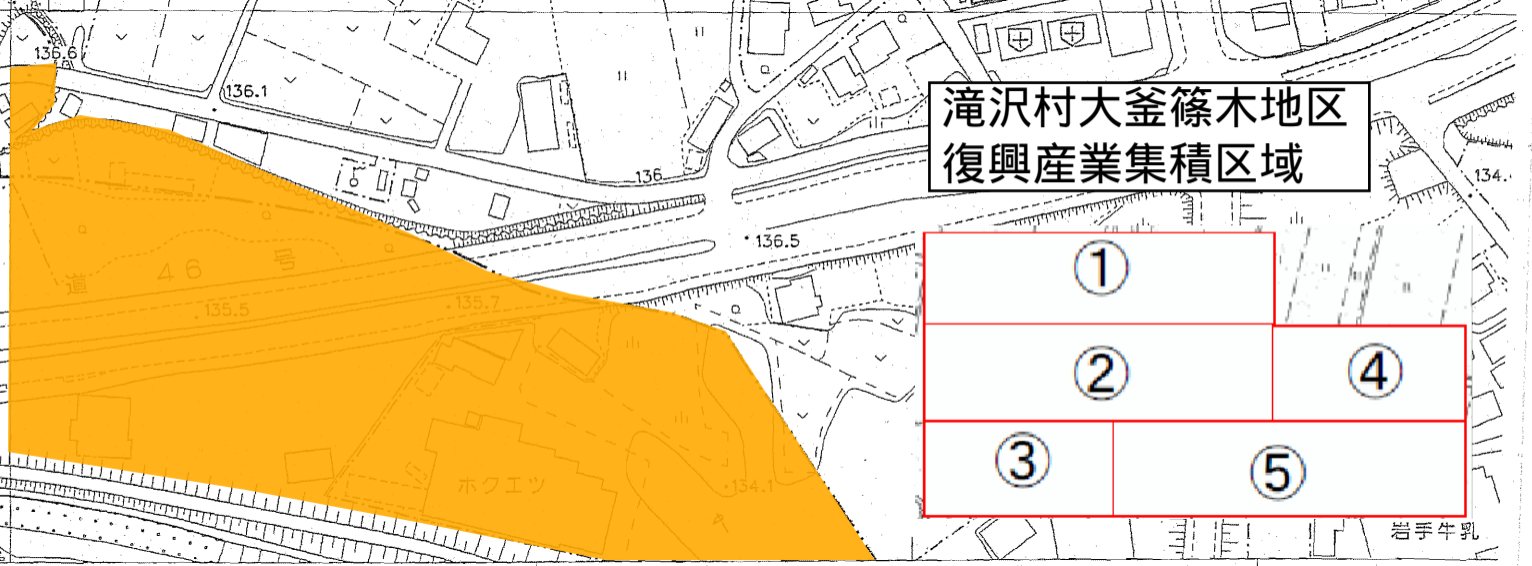 136.6
136.1
滝沢村大釜篠木地区
復興産業集積区域
136
134.
136.5
①
道 46 号
135.5
135.7
②
④
③
⑤
ホクエツ
134.1
岩手牛乳